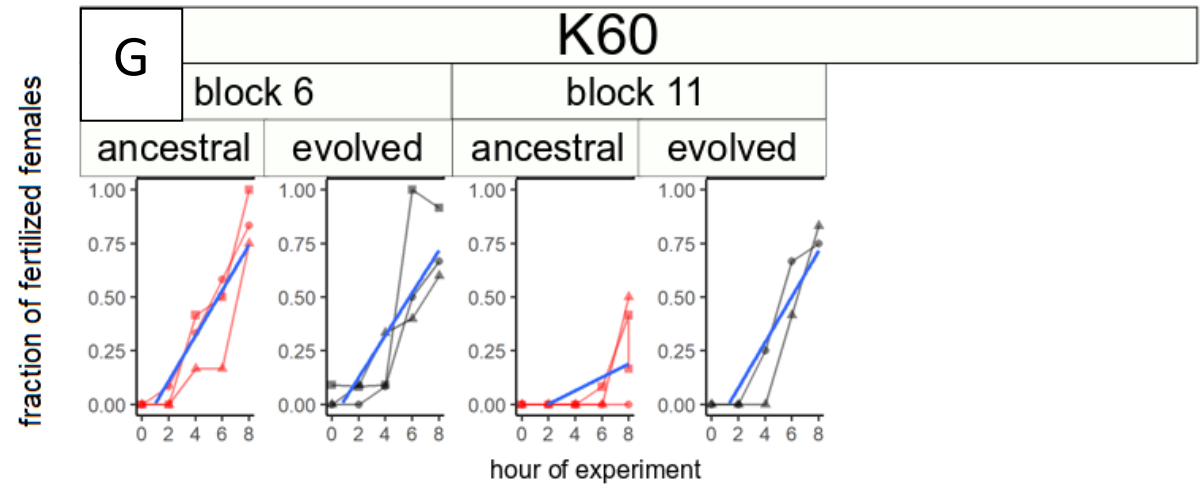 G
K60
block 6 block 11
ancestral evolved ancestral evolved
fraction of fertilized females
1.00 1.00 1.00 1.00
0.75 0.75 0.75 0.75
0.50 0.50 0.50 0.50
0.25 0.25 0.25 0.25
0.00 0.00 0.00 0.00
0 2 4 6 8 0 2 4 6 8 0 2 4 6 8 0 2 4 6 8
hour of experiment